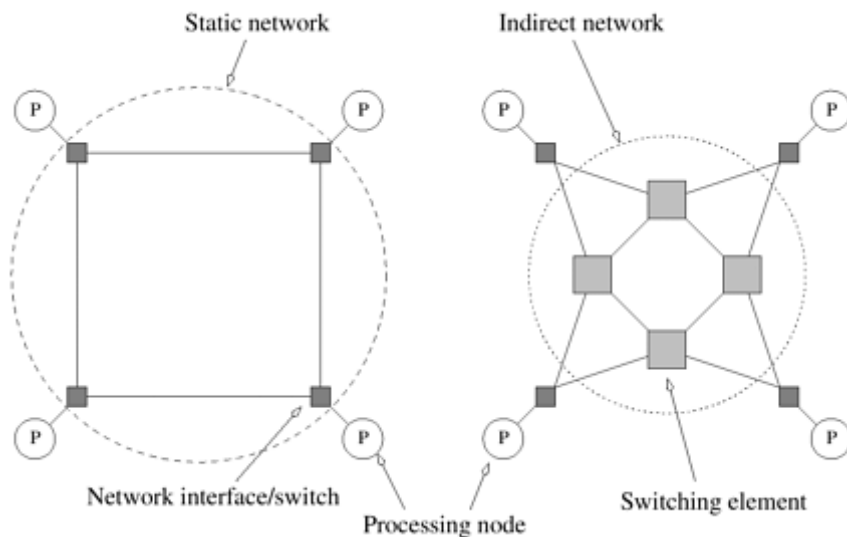 Static network
Indirect network
P
P
P
P
P
P
P
P
Network interface/switch
Processing node
Switching element